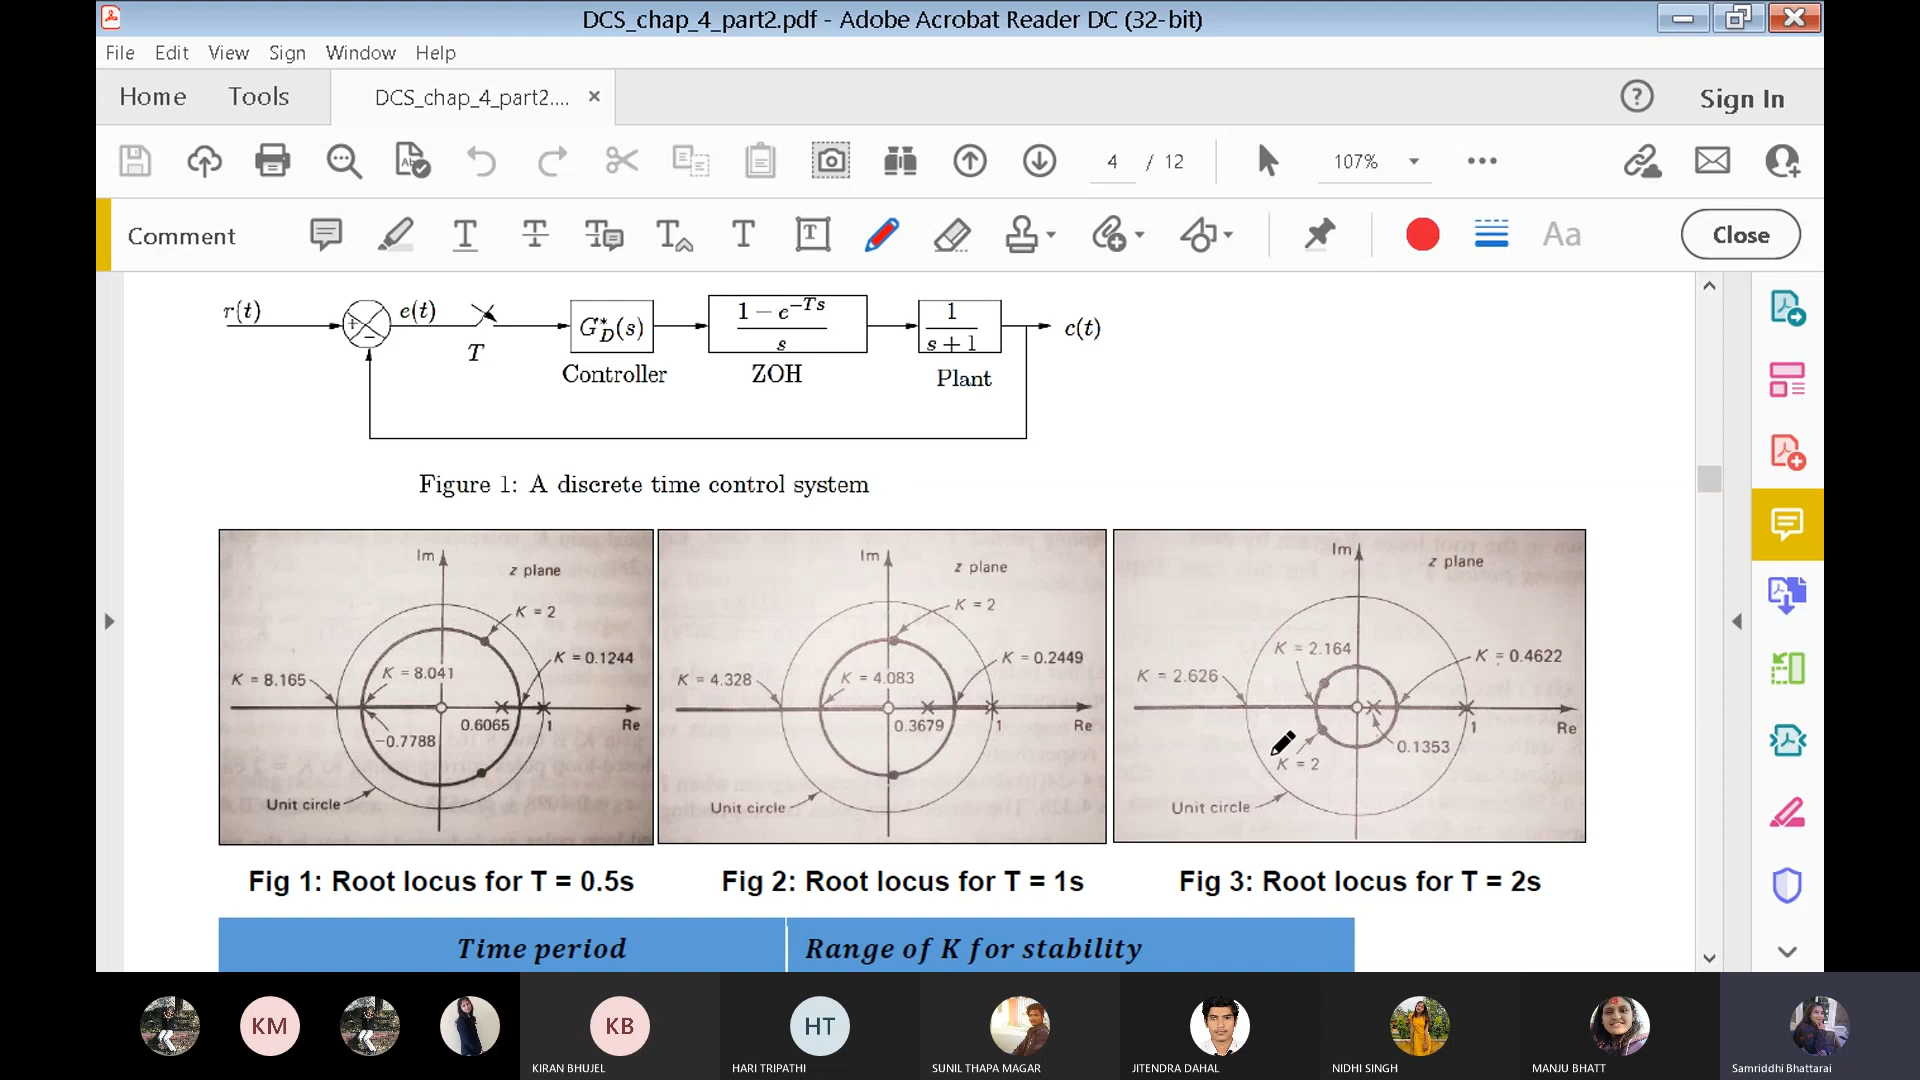 DCS_chap_4_part2.pdf - Adobe Acrobat Reader DC (32-bit)
File Edit View Sign Window Help
Home Tools DCS_chap_4_part2.... × ? Sign In
4 / 12 107%
Comment T T T T T T Aa Close
r(t) + − e(t) T G*_D(s) 1 − e^{−Ts} / s 1 / s + 1 c(t)
Controller ZOH Plant
Figure 1: A discrete time control system
Im
z plane
K = 2
K = 0.1244
K = 8.041
K = 8.165
0.6065
1
Re
−0.7788
Unit circle
Im
z plane
K = 2
K = 0.2449
K = 4.083
K = 4.328
0.3679
1
Re
Unit circle
Im
z plane
K = 2.164
K = 0.4622
K = 2.626
1
Re
0.1353
K = 2
Unit circle
Fig 1: Root locus for T = 0.5s Fig 2: Root locus for T = 1s Fig 3: Root locus for T = 2s
Time period Range of K for stability
KM KB HT
KIRAN BHUJEL HARI TRIPATHI SUNIL THAPA MAGAR JITENDRA DAHAL NIDHI SINGH MANJU BHATT Samriddhi Bhattarai